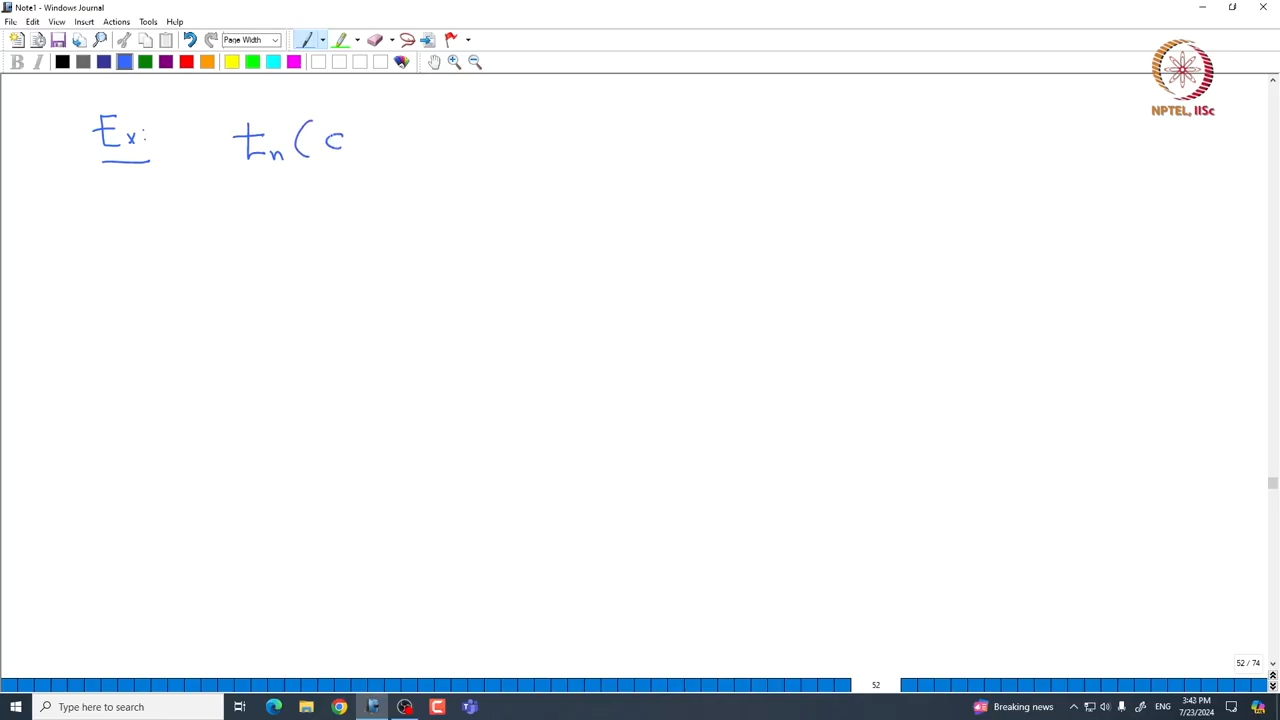 Note1 - Windows Journal
File Edit View Insert Actions Tools Help
Page Width
B I
NPTEL, IISc
Ex: tn ( c
52 / 74
52
Type here to search
Breaking news
ENG
3:43 PM
7/23/2024